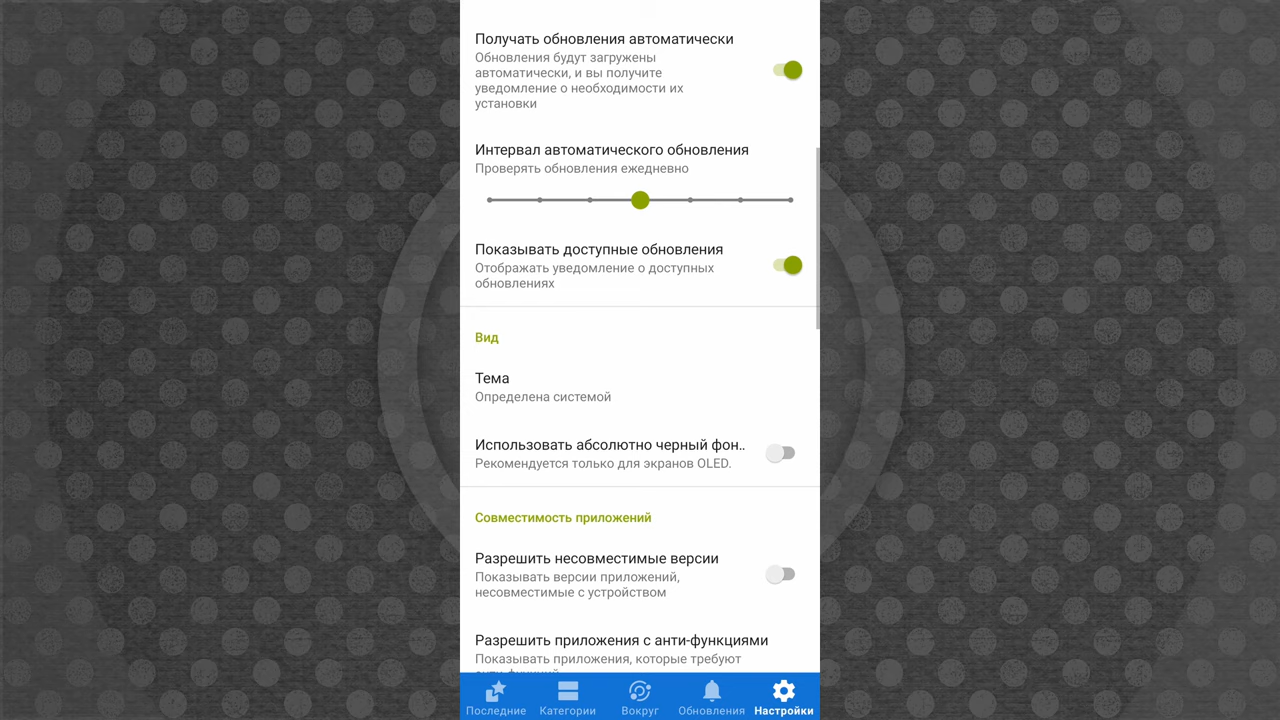 Получать обновления автоматически
Обновления будут загружены
автоматически, и вы получите
уведомление о необходимости их
установки
Интервал автоматического обновления
Проверять обновления ежедневно
Показывать доступные обновления
Отображать уведомление о доступных
обновлениях
Вид
Тема
Определена системой
Использовать абсолютно черный фон..
Рекомендуется только для экранов OLED.
Совместимость приложений
Разрешить несовместимые версии
Показывать версии приложений,
несовместимые с устройством
Разрешить приложения с анти-функциями
Показывать приложения, которые требуют
Последние
Категории
Вокруг
Обновления
Настройки